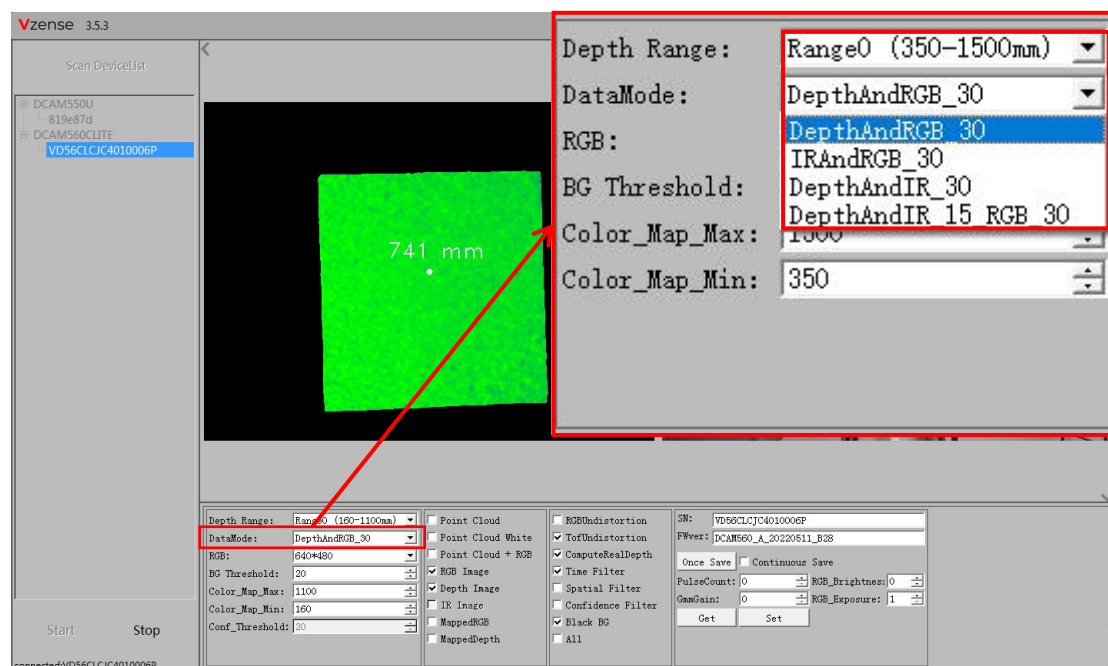 Vzense 3.5.3
Scan DeviceList
DCAM550U
819e87d
DCAM560CLITE
VD56CLCJC4010006P
741 mm
Depth Range: Range0 (350-1500mm)
DataMode: DepthAndRGB_30
DepthAndRGB_30
RGB:
IRAndRGB_30
BG Threshold:
DepthAndIR_30
DepthAndIR_15_RGB_30
Color_Map_Max: 1500
Color_Map_Min: 350
Depth Range: Range0 (160-1100mm)
DataMode: DepthAndRGB_30
RGB: 640*480
BG Threshold: 20
Color_Map_Max: 1100
Color_Map_Min: 160
Conf_Threshold: 20
Point Cloud
Point Cloud White
Point Cloud + RGB
RGB Image
Depth Image
IR Image
MappedRGB
MappedDepth
RGBUndistortion
TofUndistortion
ComputeRealDepth
Time Filter
Spatial Filter
Confidence Filter
Black BG
All
SN: VD56CLCJC4010006P
FWver: DCAM560_A_20220511_B28
Once Save Continuous Save
PulseCount: 0 RGB_Brightnes: 0
GmmGain: 0 RGB_Exposure: 1
Get Set
Start Stop
connected:VD56CLCJC4010006P